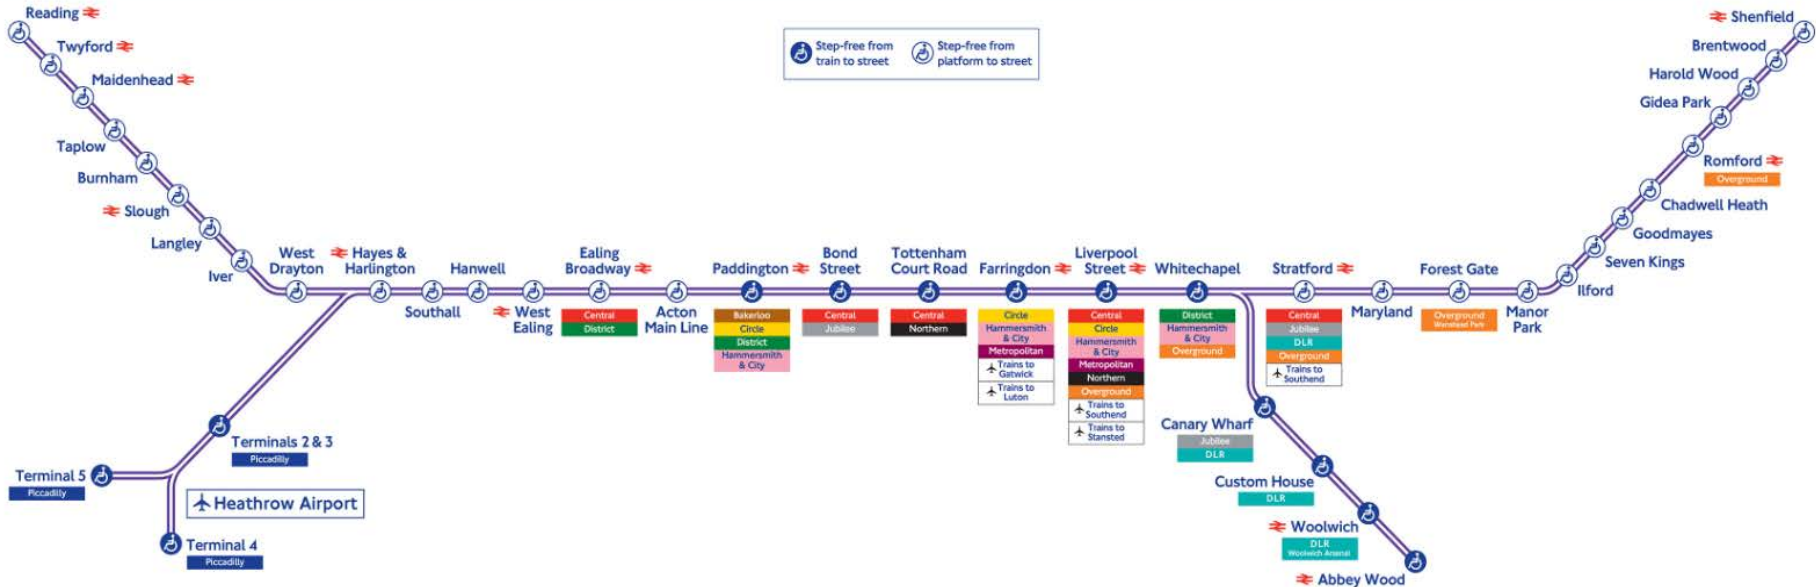 Reading
Twyford
Maidenhead
Taplow
Burnham
Slough
Langley
Iver
West
Drayton
Hayes &
Harlington
Southall
Hanwell
West
Ealing
Ealing
Broadway
Central
District
Acton
Main Line
Paddington
Bakerloo
Circle
District
Hammersmith
& City
Bond
Street
Central
Jubilee
Tottenham
Court Road
Central
Northern
Farringdon
Circle
Hammersmith
& City
Metropolitan
Trains to
Gatwick
Trains to
Luton
Liverpool
Street
Central
Circle
Hammersmith
& City
Metropolitan
Northern
Overground
Trains to
Southend
Trains to
Stansted
Whitechapel
District
Hammersmith
& City
Overground
Stratford
Central
Jubilee
DLR
Overground
Trains to
Southend
Maryland
Forest Gate
Overground
Wanstead Park
Manor
Park
Ilford
Seven Kings
Goodmayes
Chadwell Heath
Romford
Overground
Gidea Park
Harold Wood
Brentwood
Shenfield
Step-free from
train to street
Step-free from
platform to street
Terminals 2 & 3
Piccadilly
Terminal 5
Piccadilly
Heathrow Airport
Terminal 4
Piccadilly
Canary Wharf
Jubilee
DLR
Custom House
DLR
Woolwich
DLR
Woolwich Arsenal
Abbey Wood